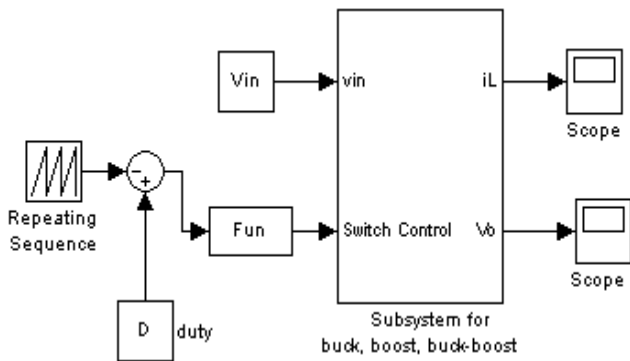 Vin
vin
iL
Scope
Repeating
Sequence
Fun
Switch Control
Vo
Scope
D
duty
Subsystem for
buck, boost, buck-boost